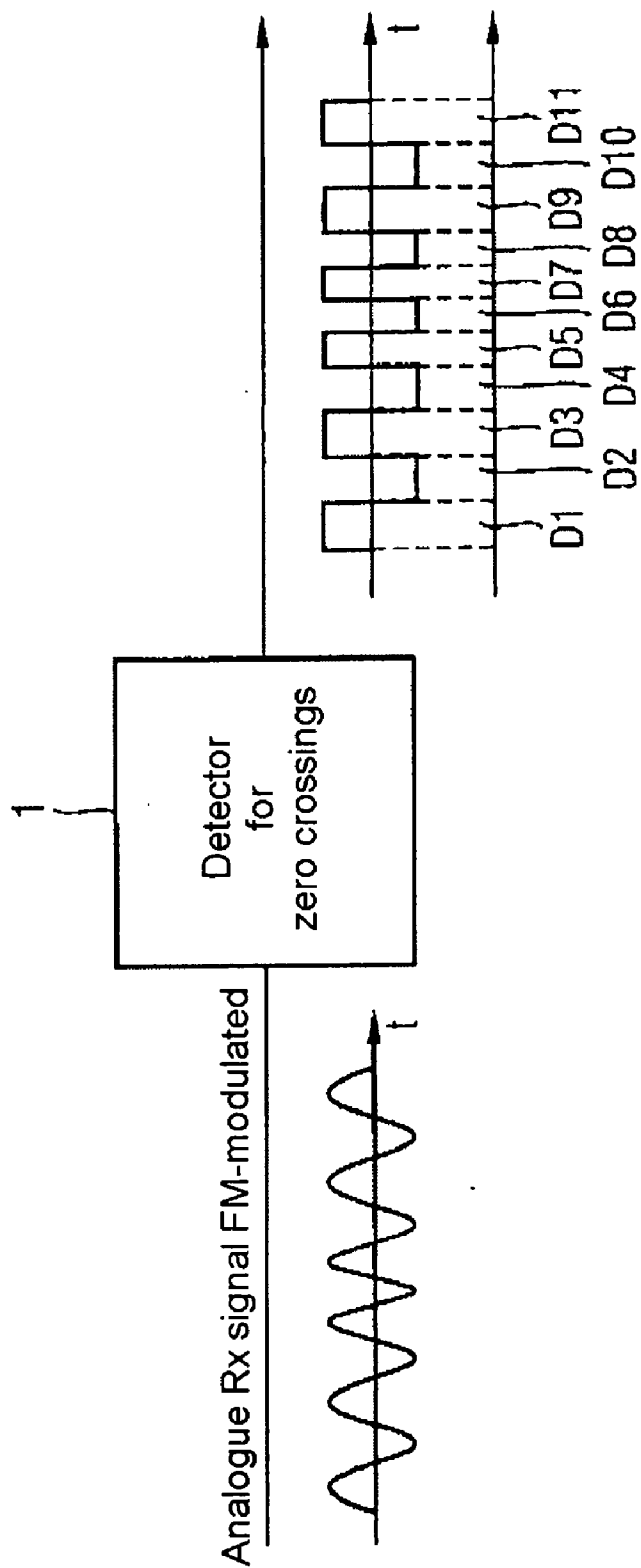 1
Analogue Rx signal FM-modulated
Detector
for
zero crossings
t
t
D1 D3 D5 D7 D9 D11
D2 D4 D6 D8 D10